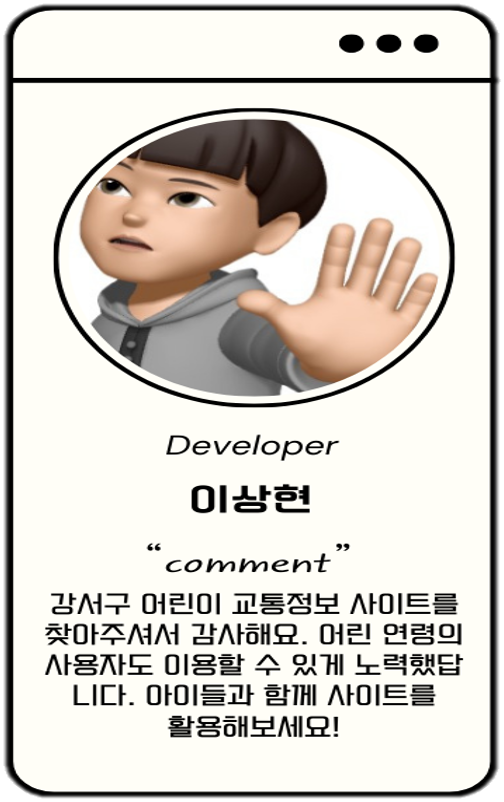 Developer
이상현
“comment”
강서구 어린이 교통정보 사이트를
찾아주셔서 감사해요. 어린 연령의
사용자도 이용할 수 있게 노력했답
니다. 아이들과 함께 사이트를
활용해보세요!